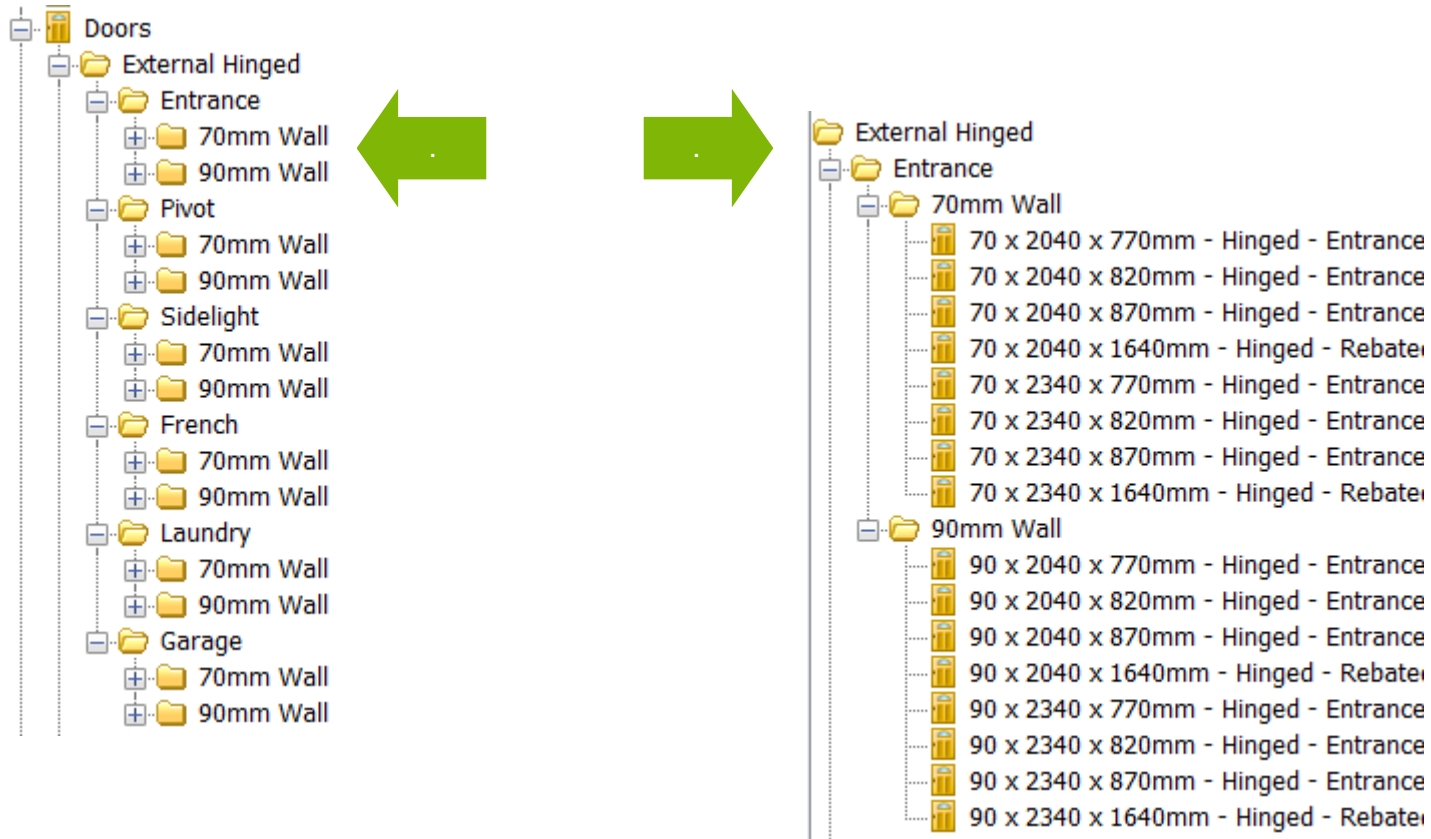 Doors
External Hinged
Entrance
70mm Wall
90mm Wall
Pivot
70mm Wall
90mm Wall
Sidelight
70mm Wall
90mm Wall
French
70mm Wall
90mm Wall
Laundry
70mm Wall
90mm Wall
Garage
70mm Wall
90mm Wall
.
.
External Hinged
Entrance
70mm Wall
70 x 2040 x 770mm - Hinged - Entrance
70 x 2040 x 820mm - Hinged - Entrance
70 x 2040 x 870mm - Hinged - Entrance
70 x 2040 x 1640mm - Hinged -
70 x 2340 x 770mm - Hinged - Entrance
70 x 2340 x 820mm - Hinged - Entrance
70 x 2340 x 870mm - Hinged - Entrance
70 x 2340 x 1640mm - Hinged -
90mm Wall
90 x 2040 x 770mm - Hinged - Entrance
90 x 2040 x 820mm - Hinged - Entrance
90 x 2040 x 870mm - Hinged - Entrance
90 x 2040 x 1640mm - Hinged -
90 x 2340 x 770mm - Hinged - Entrance
90 x 2340 x 820mm - Hinged - Entrance
90 x 2340 x 870mm - Hinged - Entrance
90 x 2340 x 1640mm - Hinged -